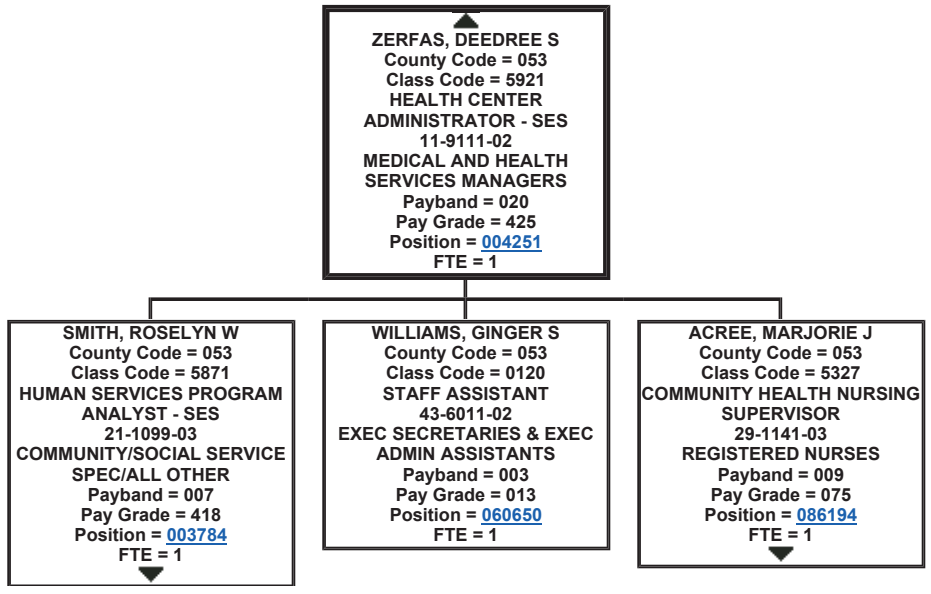 ZERFAS, DEEDREE S
County Code = 053
Class Code = 5921
HEALTH CENTER
ADMINISTRATOR - SES
11-9111-02
MEDICAL AND HEALTH
SERVICES MANAGERS
Payband = 020
Pay Grade = 425
Position = 004251
FTE = 1
SMITH, ROSELYN W
County Code = 053
Class Code = 5871
HUMAN SERVICES PROGRAM
ANALYST - SES
21-1099-03
COMMUNITY/SOCIAL SERVICE
SPEC/ALL OTHER
Payband = 007
Pay Grade = 418
Position = 003784
FTE = 1
WILLIAMS, GINGER S
County Code = 053
Class Code = 0120
STAFF ASSISTANT
43-6011-02
EXEC SECRETARIES & EXEC
ADMIN ASSISTANTS
Payband = 003
Pay Grade = 013
Position = 060650
FTE = 1
ACREE, MARJORIE J
County Code = 053
Class Code = 5327
COMMUNITY HEALTH NURSING
SUPERVISOR
29-1141-03
REGISTERED NURSES
Payband = 009
Pay Grade = 075
Position = 086194
FTE = 1